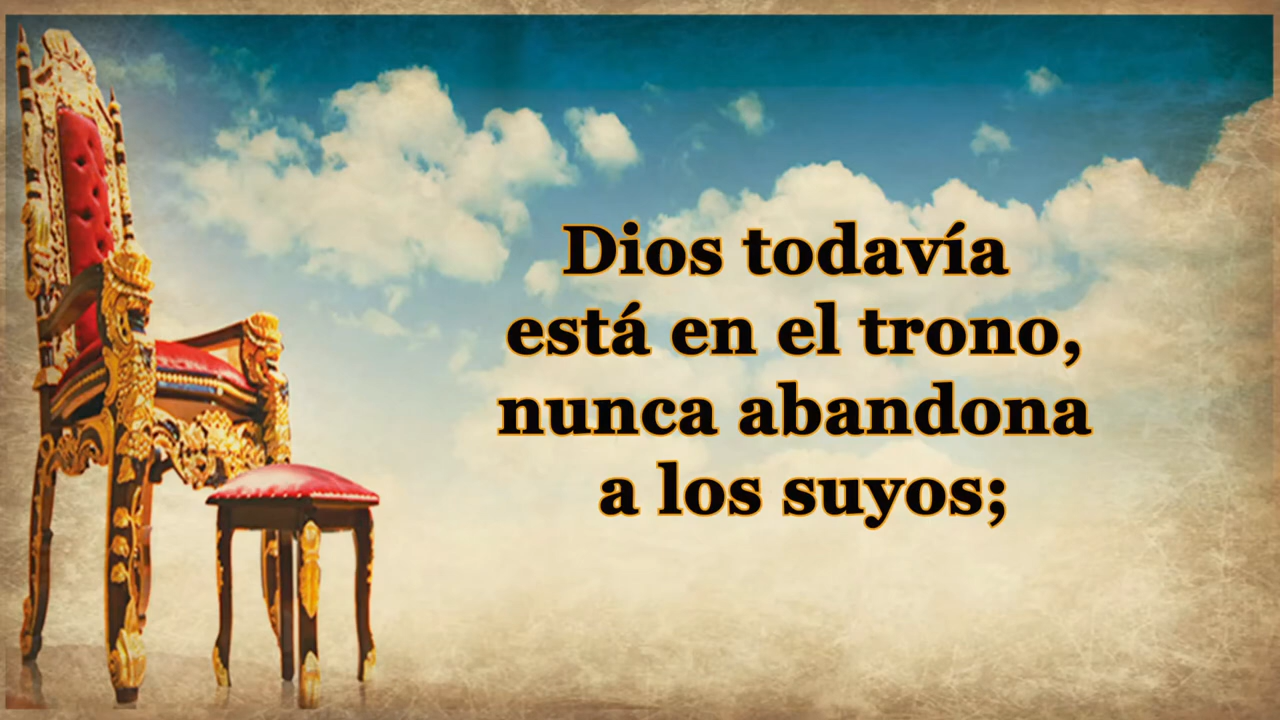 Dios todavía
está en el trono,
nunca abandona
a los suyos;